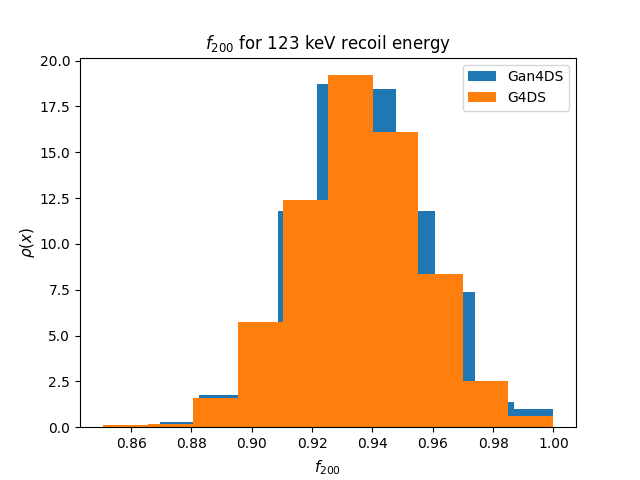 f₂₀₀ for 123 keV recoil energy
Gan4DS
G4DS
20.0
17.5
15.0
12.5
10.0
7.5
5.0
2.5
0.0
ρ(x)
0.86 0.88 0.90 0.92 0.94 0.96 0.98 1.00
f₂₀₀